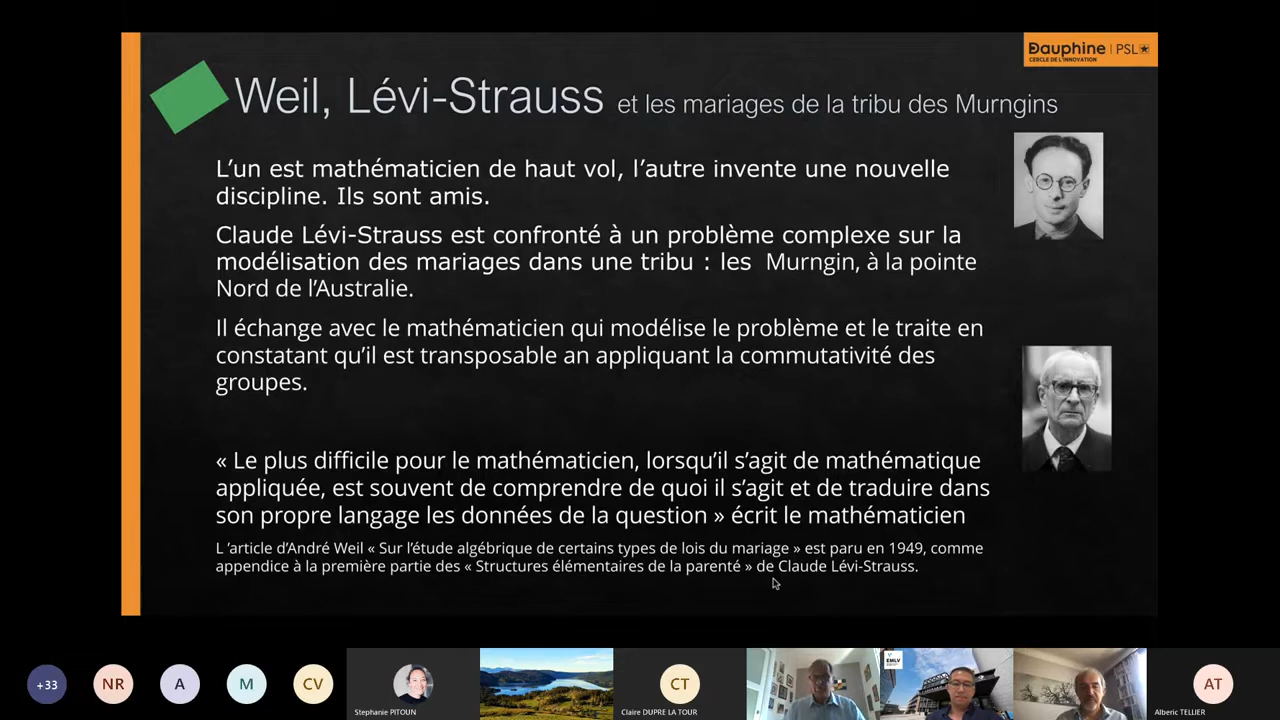 Dauphine | PSL
CERCLE DE L'INNOVATION
Weil, Lévi-Strauss et les mariages de la tribu des Murngins
L'un est mathématicien de haut vol, l'autre invente une nouvelle
discipline. Ils sont amis.
Claude Lévi-Strauss est confronté à un problème complexe sur la
modélisation des mariages dans une tribu : les Murngin, à la pointe
Nord de l'Australie.
Il échange avec le mathématicien qui modélise le problème et le traite en
constatant qu'il est transposable an appliquant la commutativité des
groupes.
« Le plus difficile pour le mathématicien, lorsqu'il s'agit de mathématique
appliquée, est souvent de comprendre de quoi il s'agit et de traduire dans
son propre langage les données de la question » écrit le mathématicien
L 'article d'André Weil « Sur l'étude algébrique de certains types de lois du mariage » est paru en 1949, comme
appendice à la première partie des « Structures élémentaires de la parenté » de Claude Lévi-Strauss.
+33
NR
A
M
CV
Stephanie PITOUN
CT
Claire DUPRE LA TOUR
EMLV
AT
Alberic TELLIER